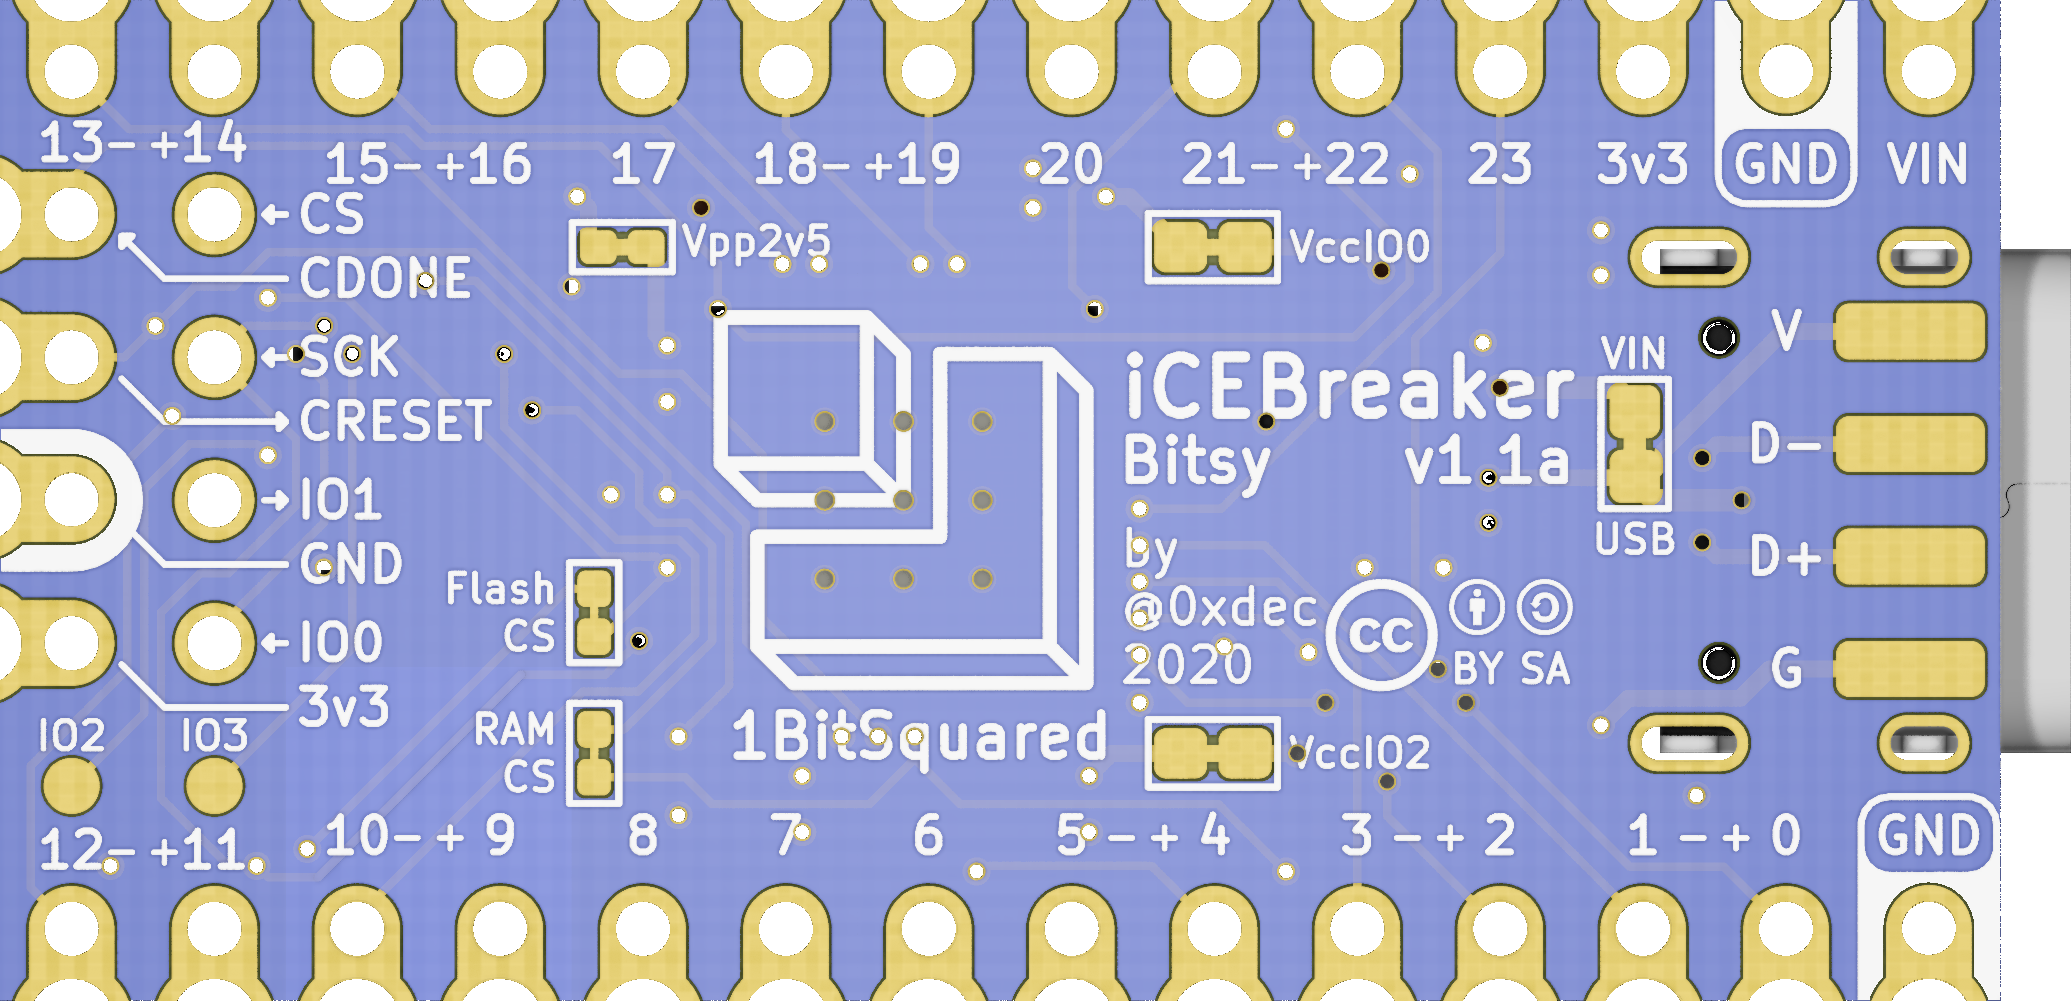 13- +14
15- +16
17
18- +19
20
21- +22
23
3v3
GND
VIN
CS
CDONE
SCK
CRESET
IO1
GND
IO0
3v3
IO2
IO3
Vpp2v5
VccIO0
iCEBreaker
Bitsy v1.1a
by
@0xdec
2020
CC
BY SA
VIN
USB
V
D-
D+
G
Flash
CS
RAM
CS
1BitSquared
VccIO2
12- +11
10- + 9
8
7
6
5 - + 4
3 - + 2
1 - + 0
GND